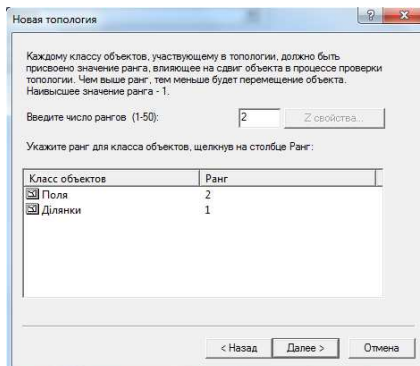 Новая топология
Каждому классу объектов, участвующему в топологии, должно быть
присвоено значение ранга, влияющее на сдвиг объекта в процессе проверки
топологии. Чем выше ранг, тем меньше будет перемещение объекта.
Наивысшее значение ранга - 1.
Введите число рангов (1-50): 2 Z свойства...
Укажите ранг для класса объектов, щелкнув на столбце Ранг:
Класс объектов Ранг
Поля 2
Ділянки 1
< Назад Далее > Отмена